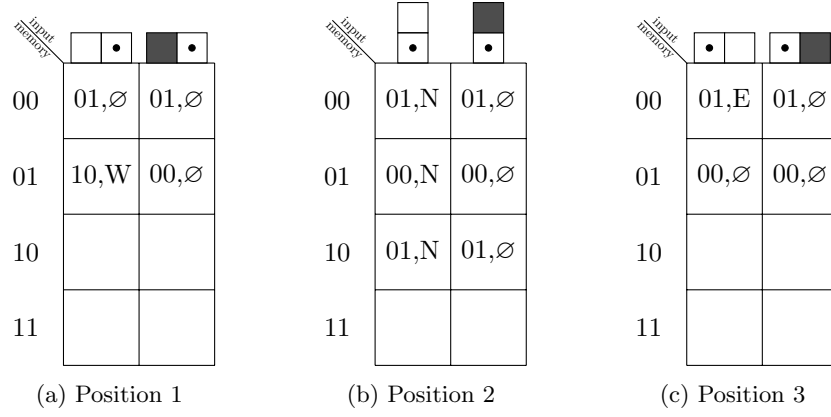 input memory input memory input memory
00 01,∅ 01,∅ 00 01,N 01,∅ 00 01,E 01,∅
01 10,W 00,∅ 01 00,N 00,∅ 01 00,∅ 00,∅
10 10 01,N 01,∅ 10
11 11 11
(a) Position 1 (b) Position 2 (c) Position 3